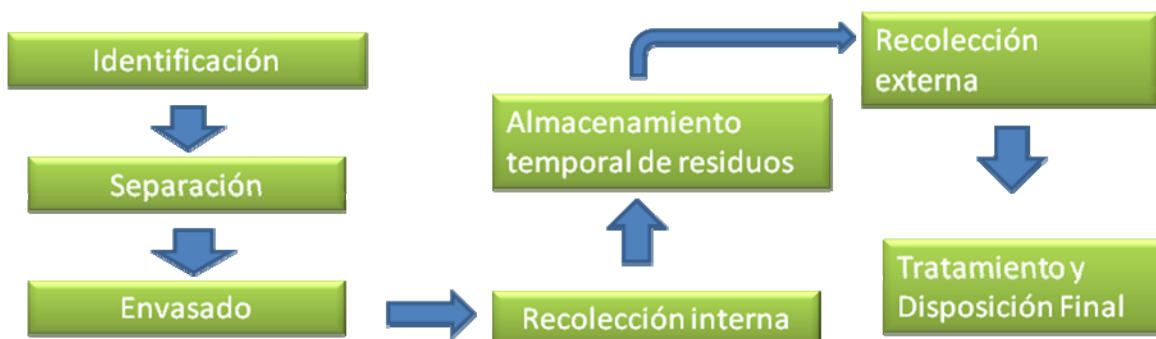 Identificación
Separación
Envasado
Recolección interna
Almacenamiento
temporal de residuos
Recolección
externa
Tratamiento y
Disposición Final